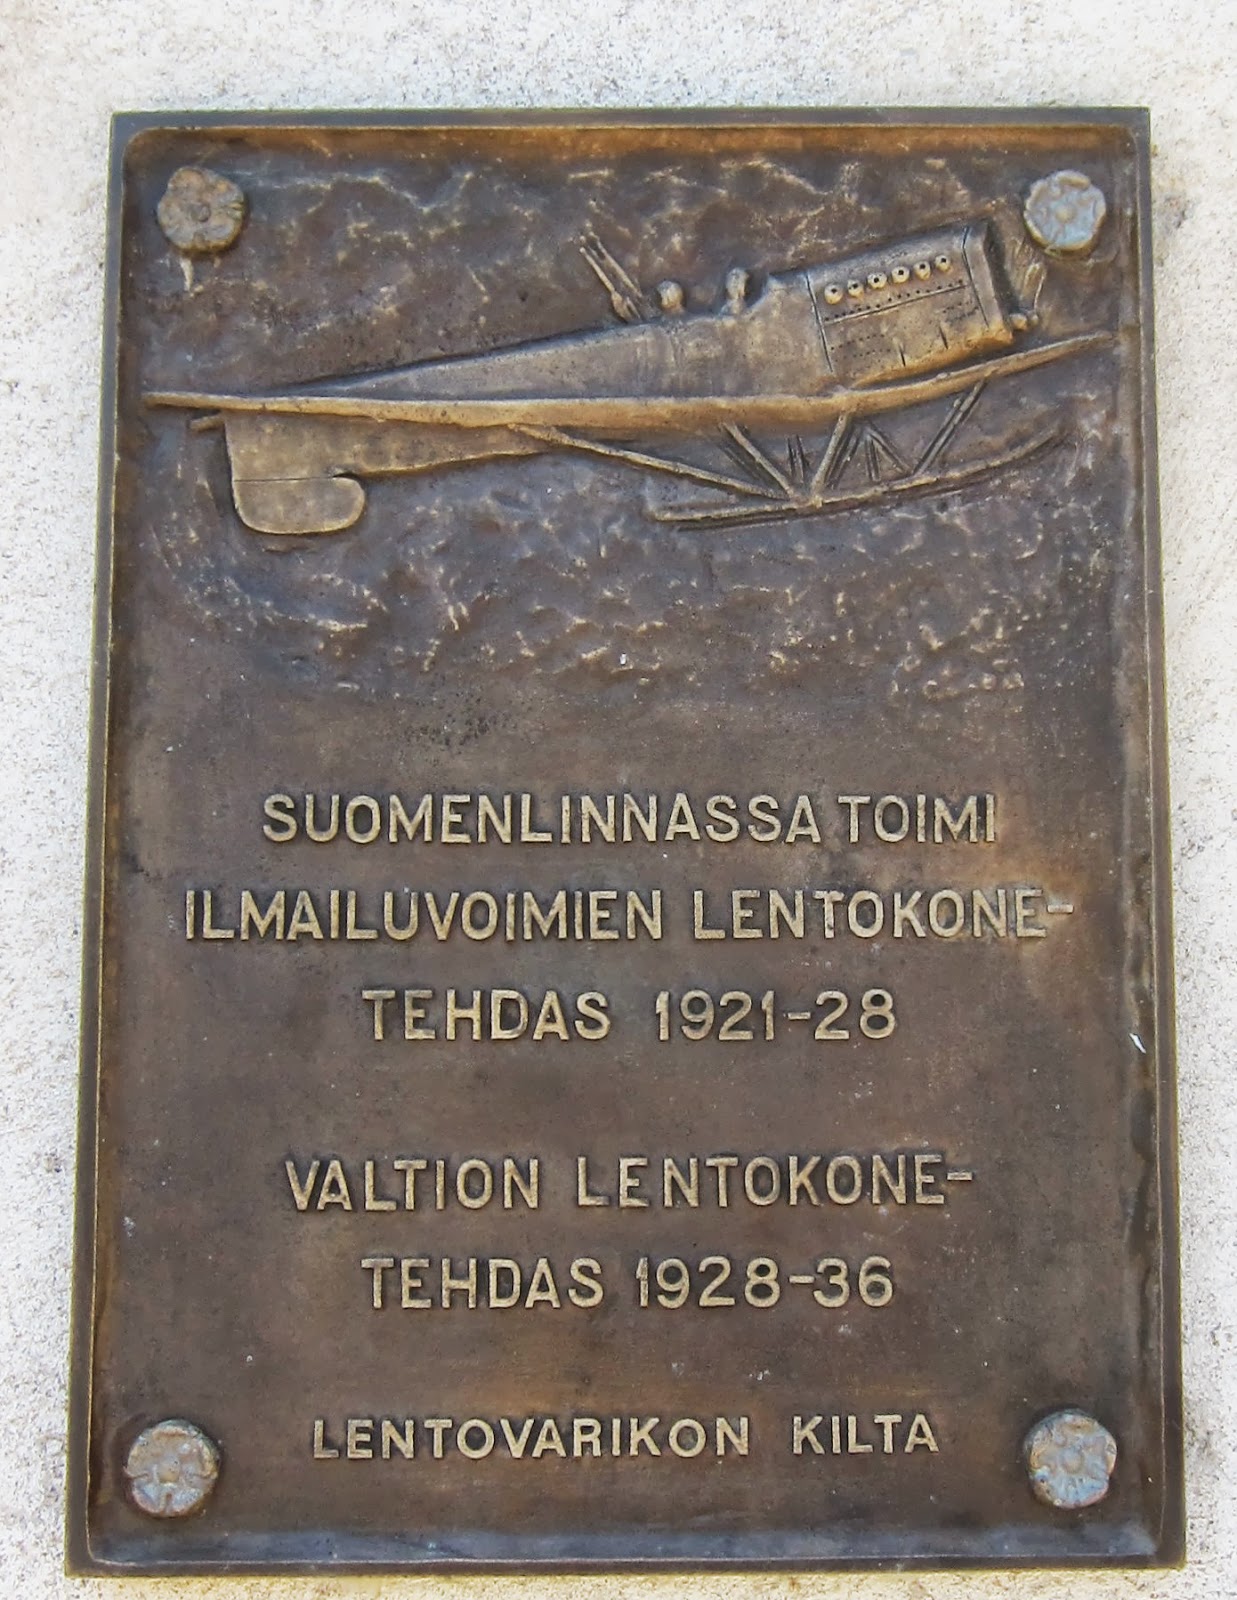 SUOMENLINNASSA TOIMI
ILMAILUVOIMIEN LENTOKONE-
TEHDAS 1921-28
VALTION LENTOKONE-
TEHDAS 1928-36
LENTOVARIKON KILTA